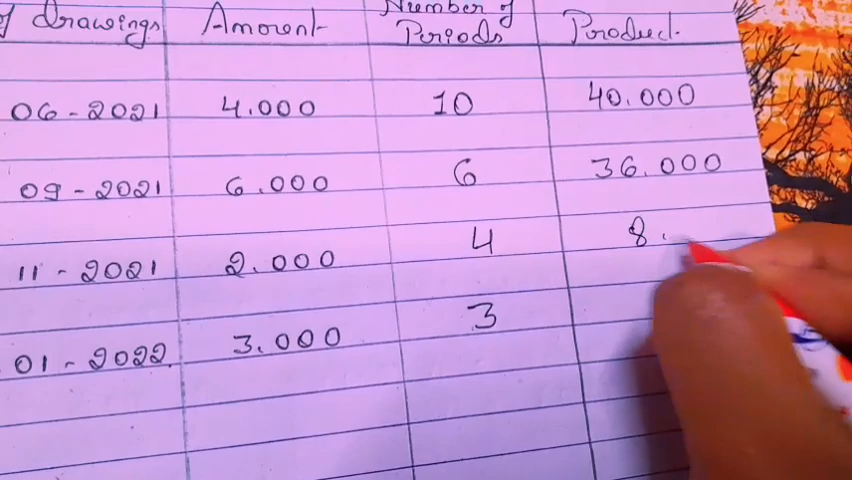 of drawings Amount Number of Periods Product
06-2021 4.000 10 40.000
09-2021 6.000 6 36.000
11-2021 2.000 4 8.
01-2022 3.000 3